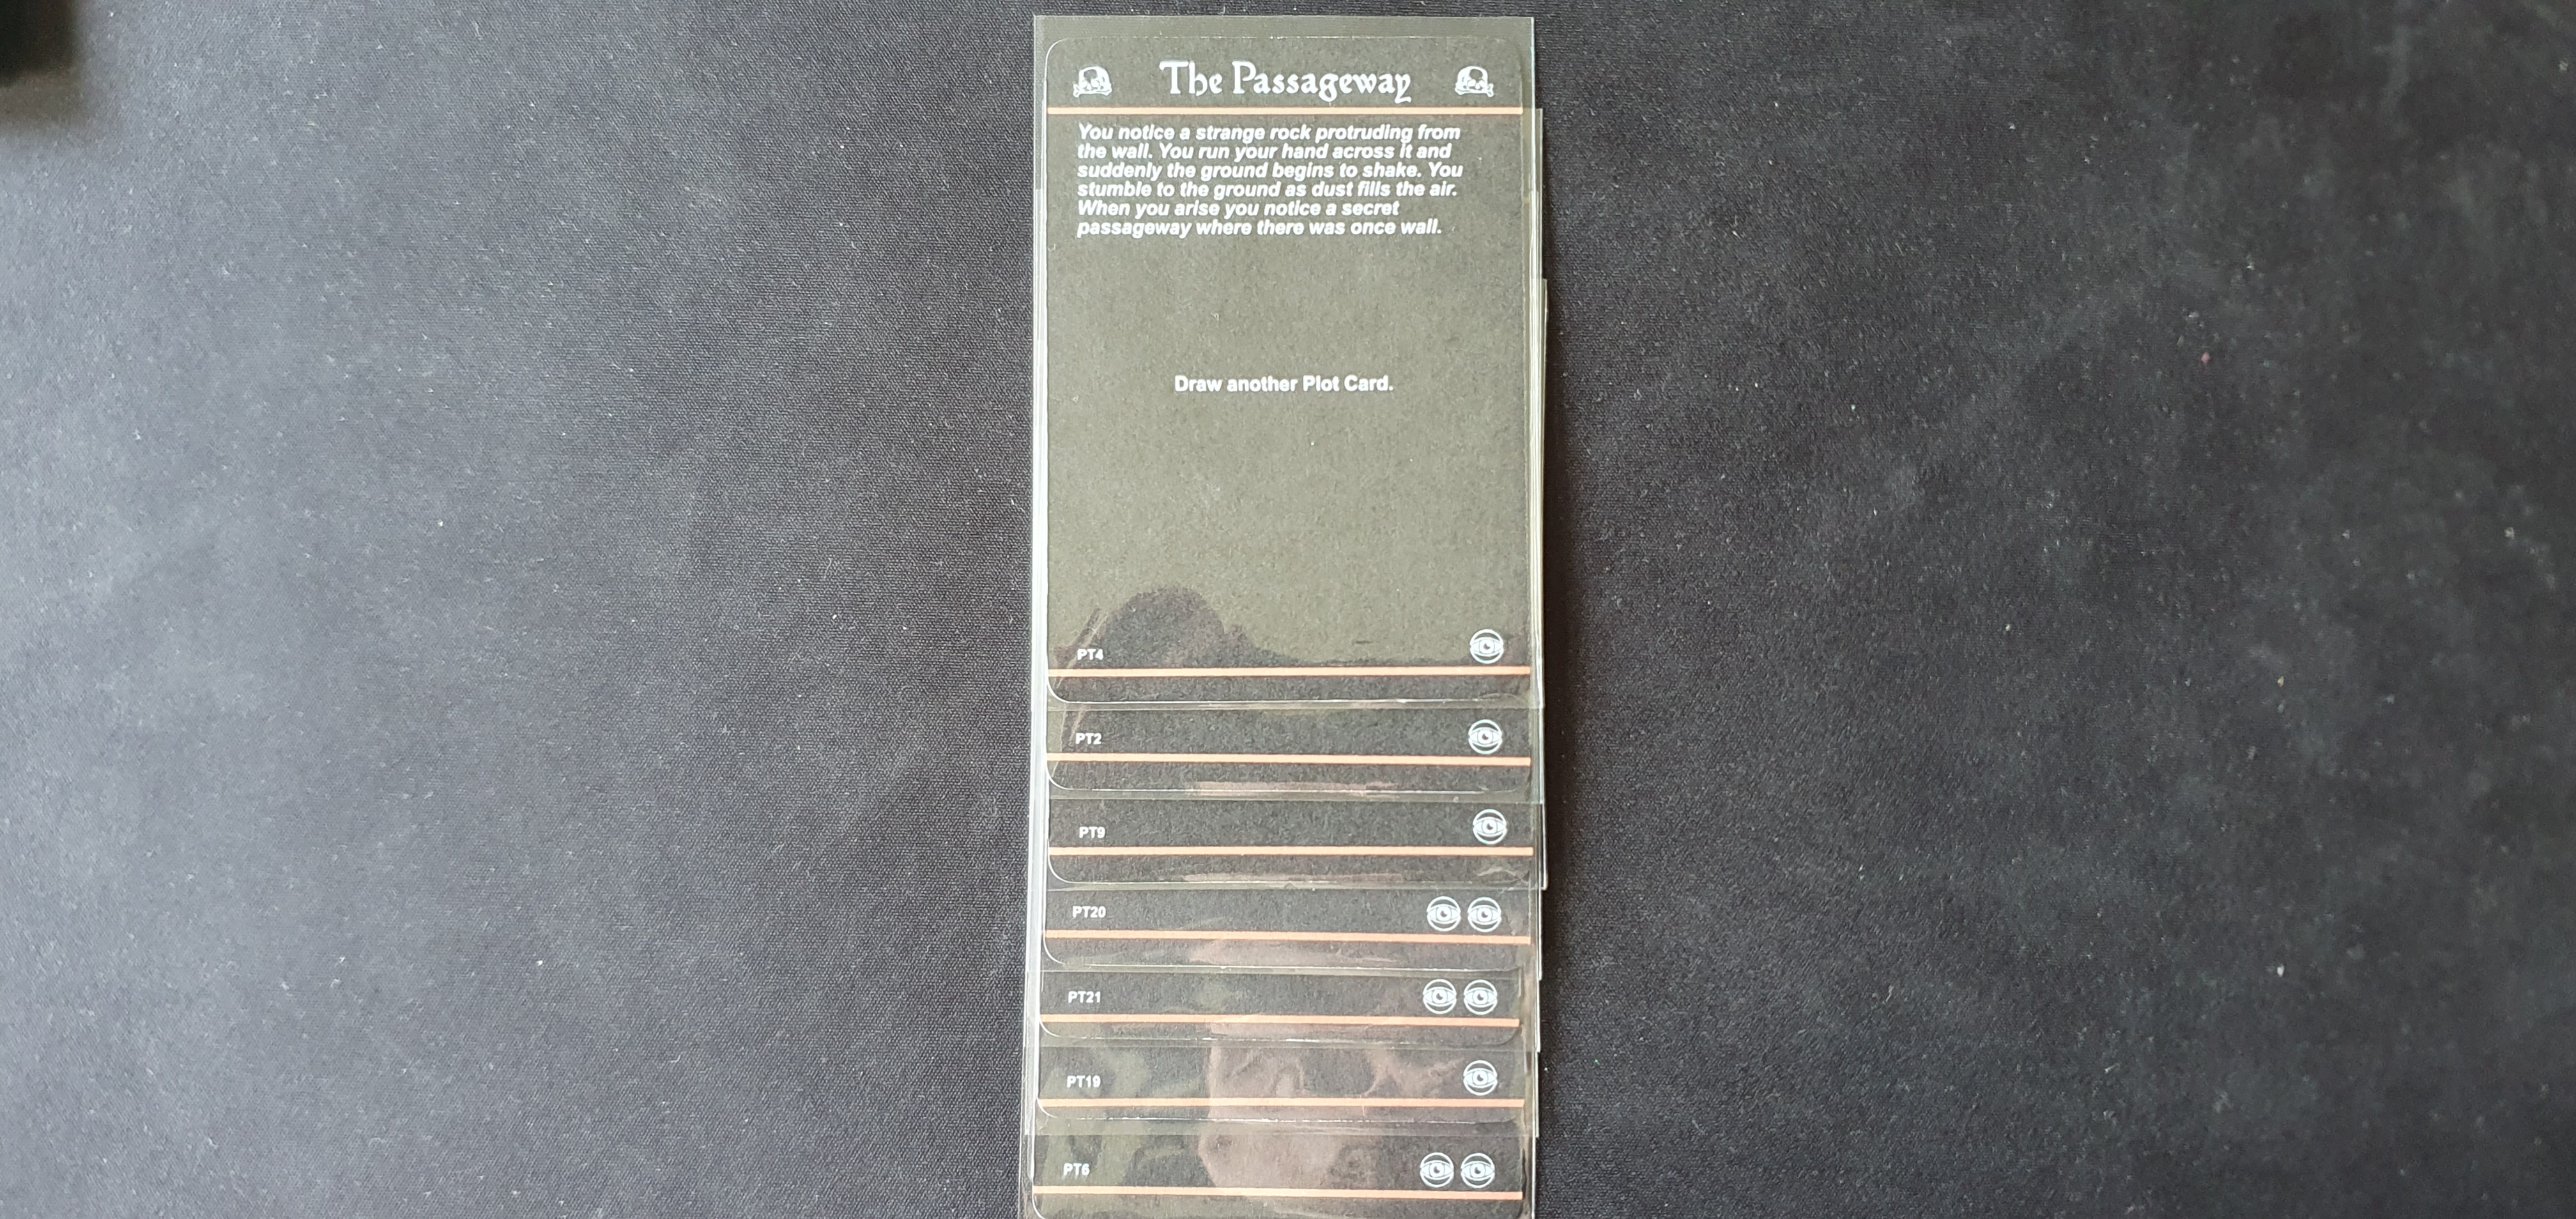 The Passageway
You notice a strange rock protruding from
the wall. You run your hand across it and
suddenly the ground begins to shake. You
stumble to the ground as dust fills the air.
When you arise you notice a secret
passageway where there was once wall.
Draw another Plot Card.
PT4
PT2
PT9
PT20
PT21
PT19
PT6